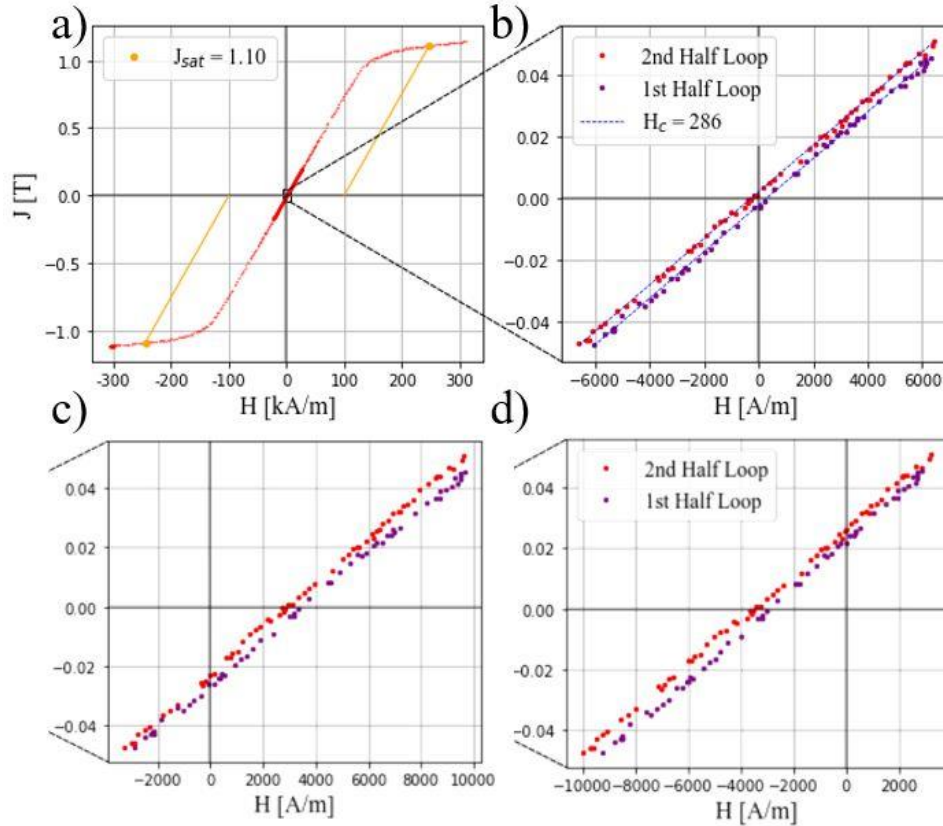 a)
J_sat = 1.10
1.0
0.5
0.0
−0.5
−1.0
J [T]
−300 −200 −100 0 100 200 300
H [kA/m]
b)
2nd Half Loop
1st Half Loop
H_C = 286
0.04
0.02
0.00
−0.02
−0.04
−6000 −4000 −2000 0 2000 4000 6000
H [A/m]
c)
0.04
0.02
0.00
−0.02
−0.04
−2000 0 2000 4000 6000 8000 10000
H [A/m]
d)
2nd Half Loop
1st Half Loop
0.04
0.02
0.00
−0.02
−0.04
−10000 −8000 −6000 −4000 −2000 0 2000
H [A/m]